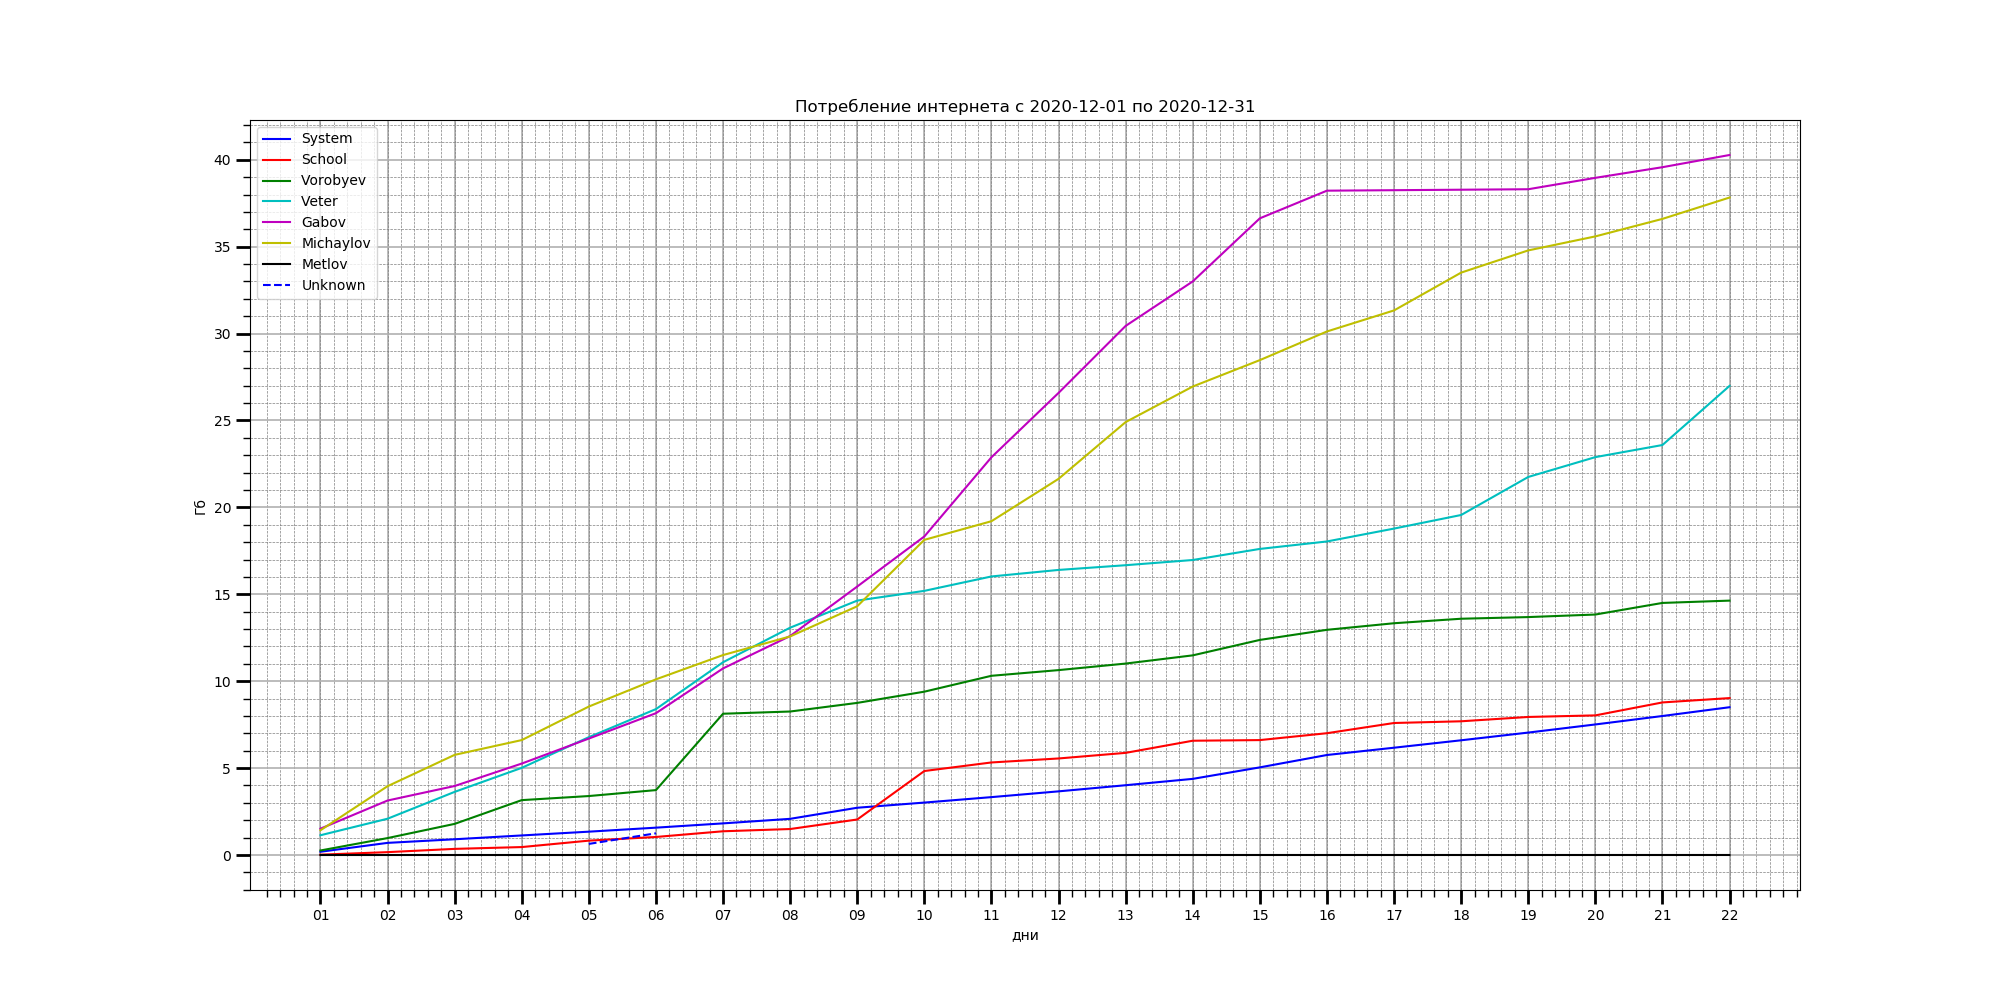 Потребление интернета с 2020-12-01 по 2020-12-31
System
School
Vorobyev
Veter
Gabov
Michaylov
Metlov
Unknown
40
35
30
25
20
15
10
5
0
Гб
01 02 03 04 05 06 07 08 09 10 11 12 13 14 15 16 17 18 19 20 21 22
дни